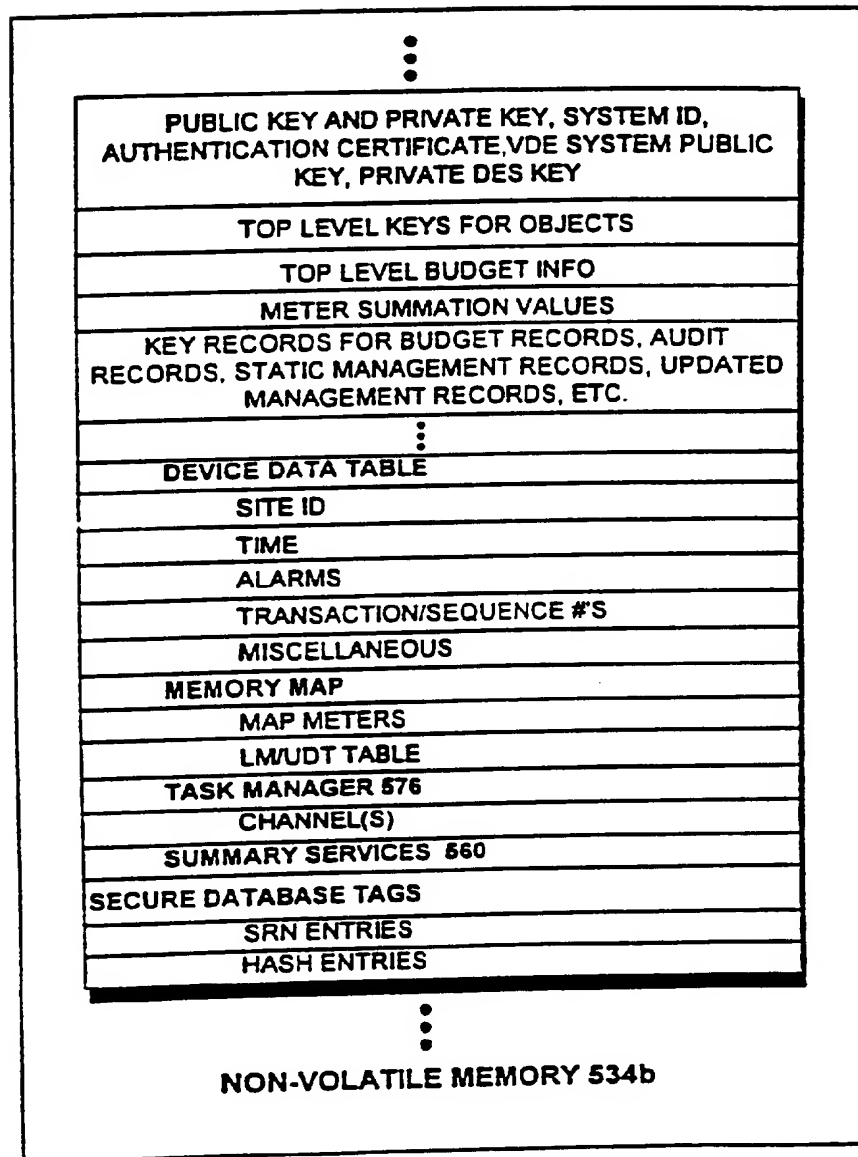 PUBLIC KEY AND PRIVATE KEY, SYSTEM ID,
AUTHENTICATION CERTIFICATE,VDE SYSTEM PUBLIC
KEY, PRIVATE DES KEY
TOP LEVEL KEYS FOR OBJECTS
TOP LEVEL BUDGET INFO
METER SUMMATION VALUES
KEY RECORDS FOR BUDGET RECORDS, AUDIT
RECORDS, STATIC MANAGEMENT RECORDS, UPDATED
MANAGEMENT RECORDS, ETC.
DEVICE DATA TABLE
SITE ID
TIME
ALARMS
TRANSACTION/SEQUENCE #'S
MISCELLANEOUS
MEMORY MAP
MAP METERS
LM/UDT TABLE
TASK MANAGER 576
CHANNEL(S)
SUMMARY SERVICES 560
SECURE DATABASE TAGS
SRN ENTRIES
HASH ENTRIES
NON-VOLATILE MEMORY 534b